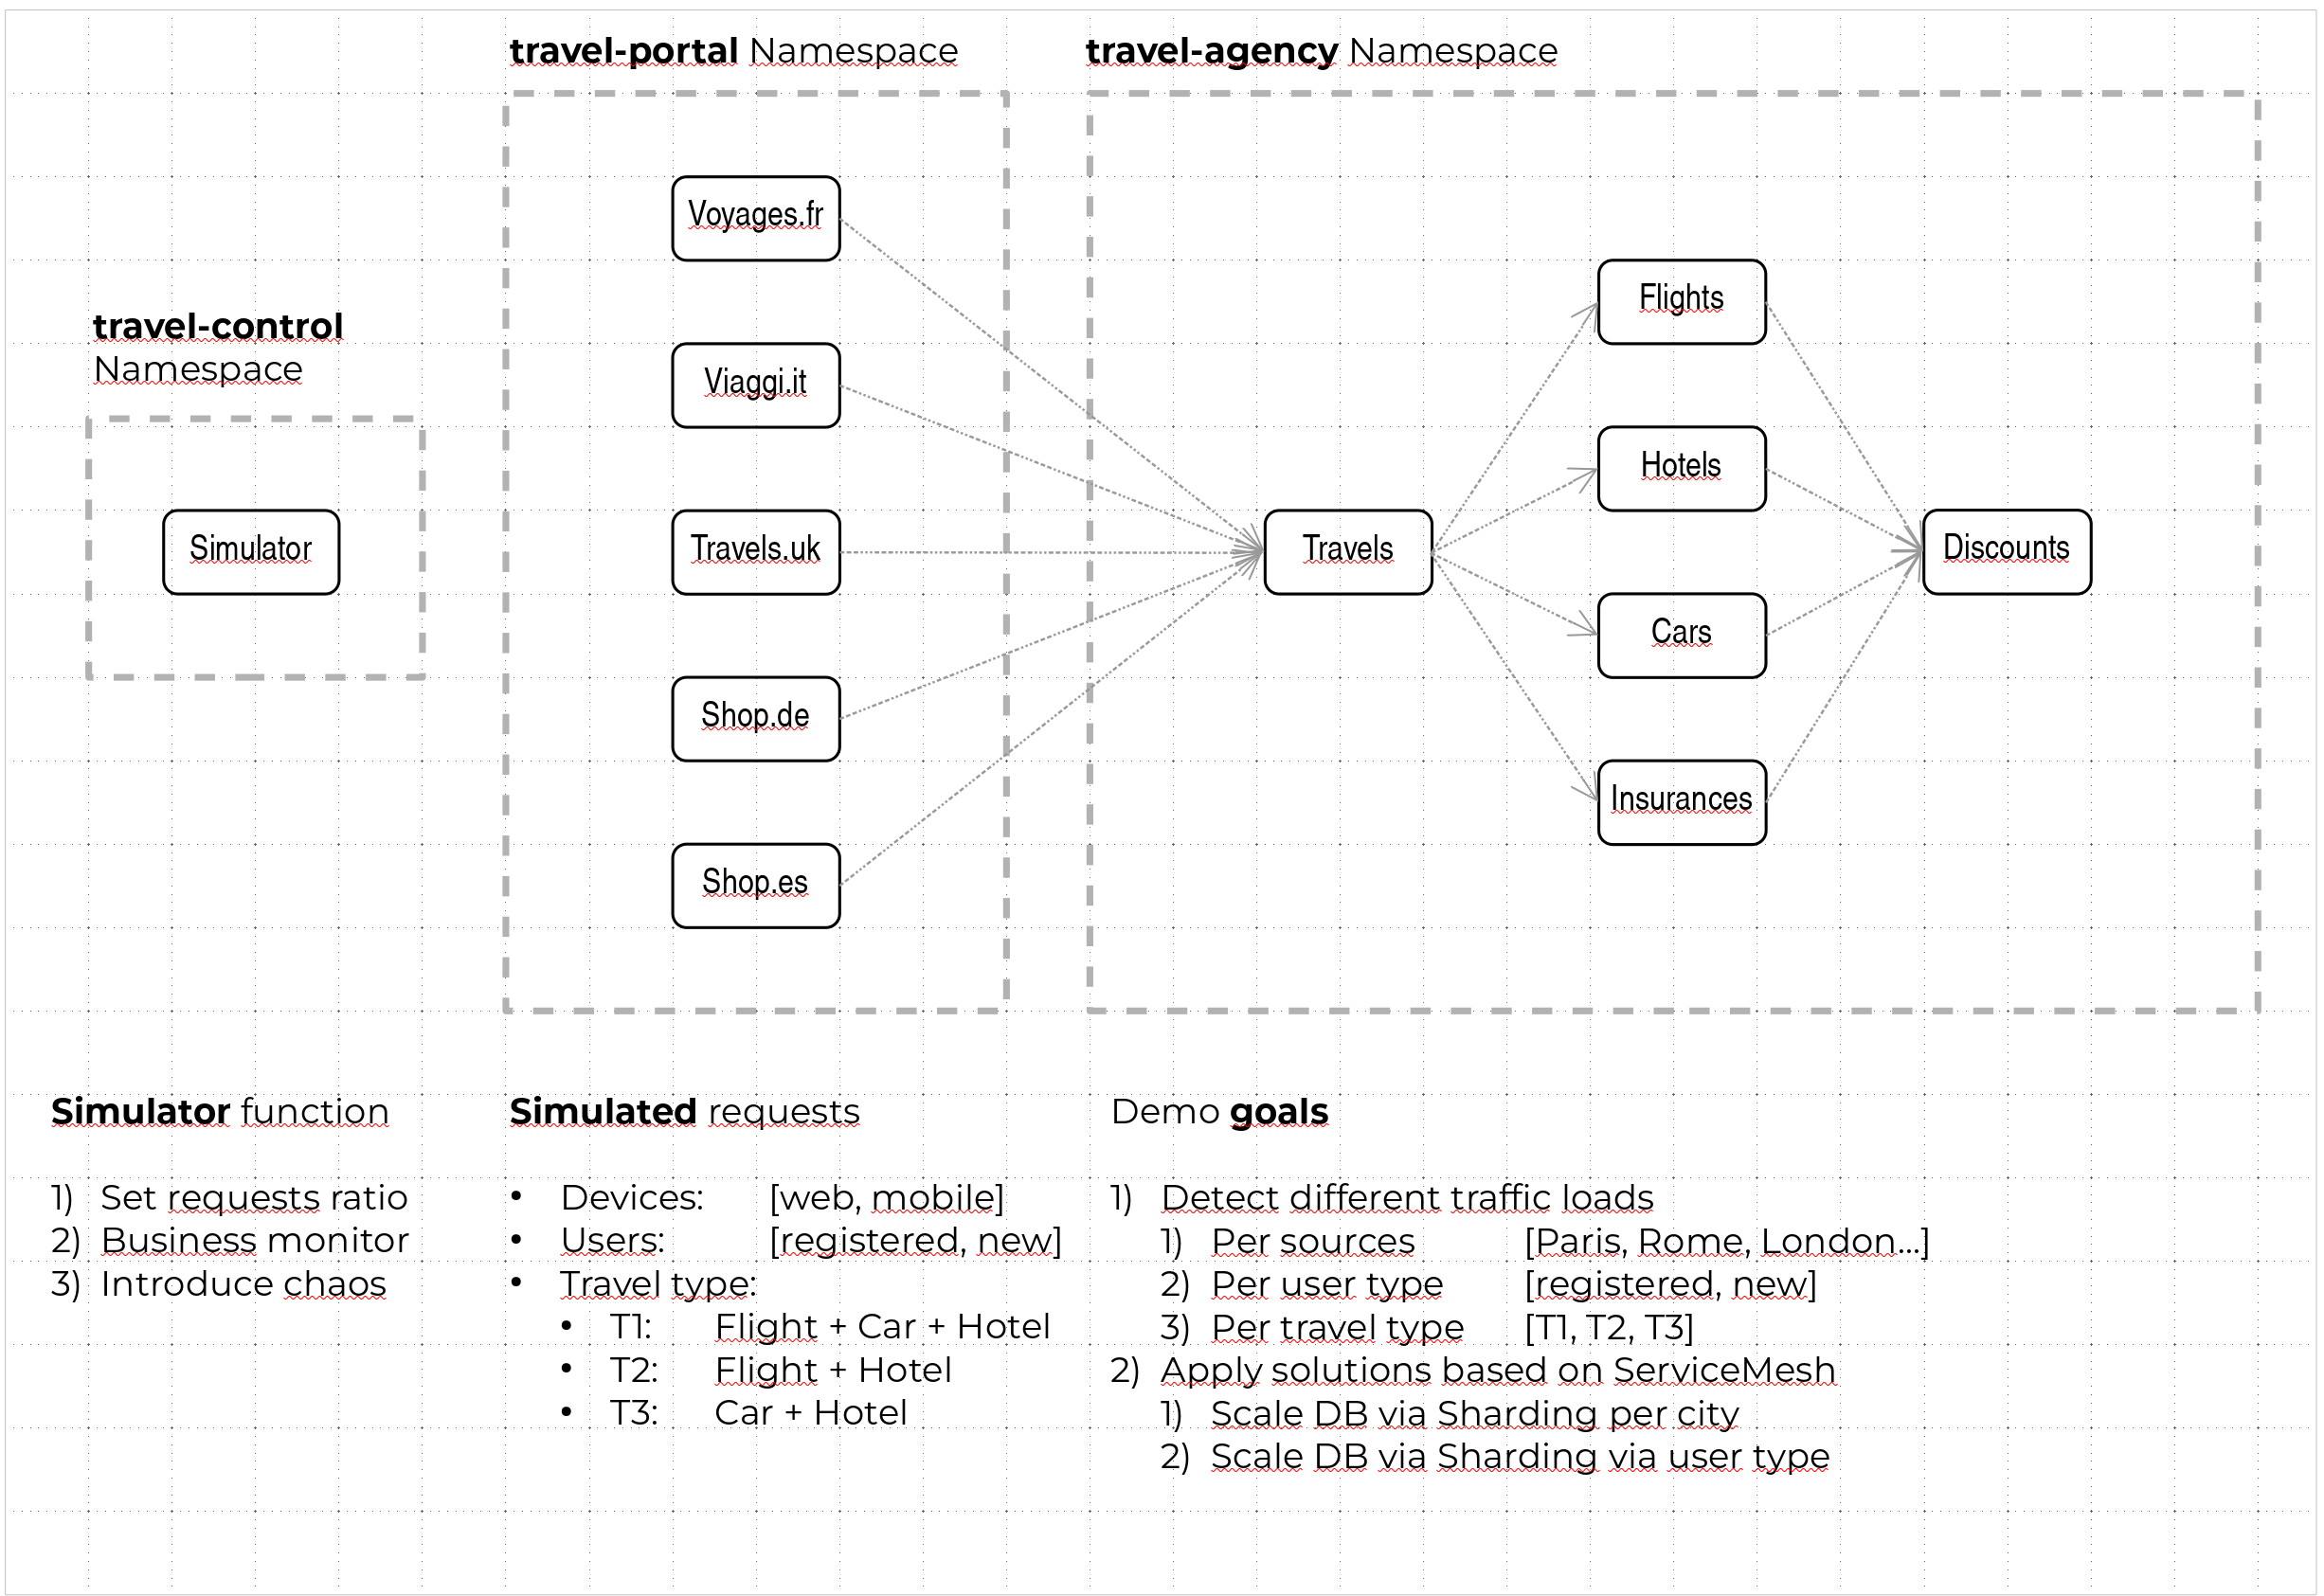 travel-portal Namespace
travel-agency Namespace
travel-control
Namespace
Simulator
Voyages.fr
Viaggi.it
Travels.uk
Shop.de
Shop.es
Travels
Flights
Hotels
Cars
Insurances
Discounts
Simulator function
1) Set requests ratio
2) Business monitor
3) Introduce chaos
Simulated requests
• Devices: [web, mobile]
• Users: [registered, new]
• Travel type:
• T1: Flight + Car + Hotel
• T2: Flight + Hotel
• T3: Car + Hotel
Demo goals
1) Detect different traffic loads
1) Per sources [Paris, Rome, London...]
2) Per user type [registered, new]
3) Per travel type [T1, T2, T3]
2) Apply solutions based on ServiceMesh
1) Scale DB via Sharding per city
2) Scale DB via Sharding via user type